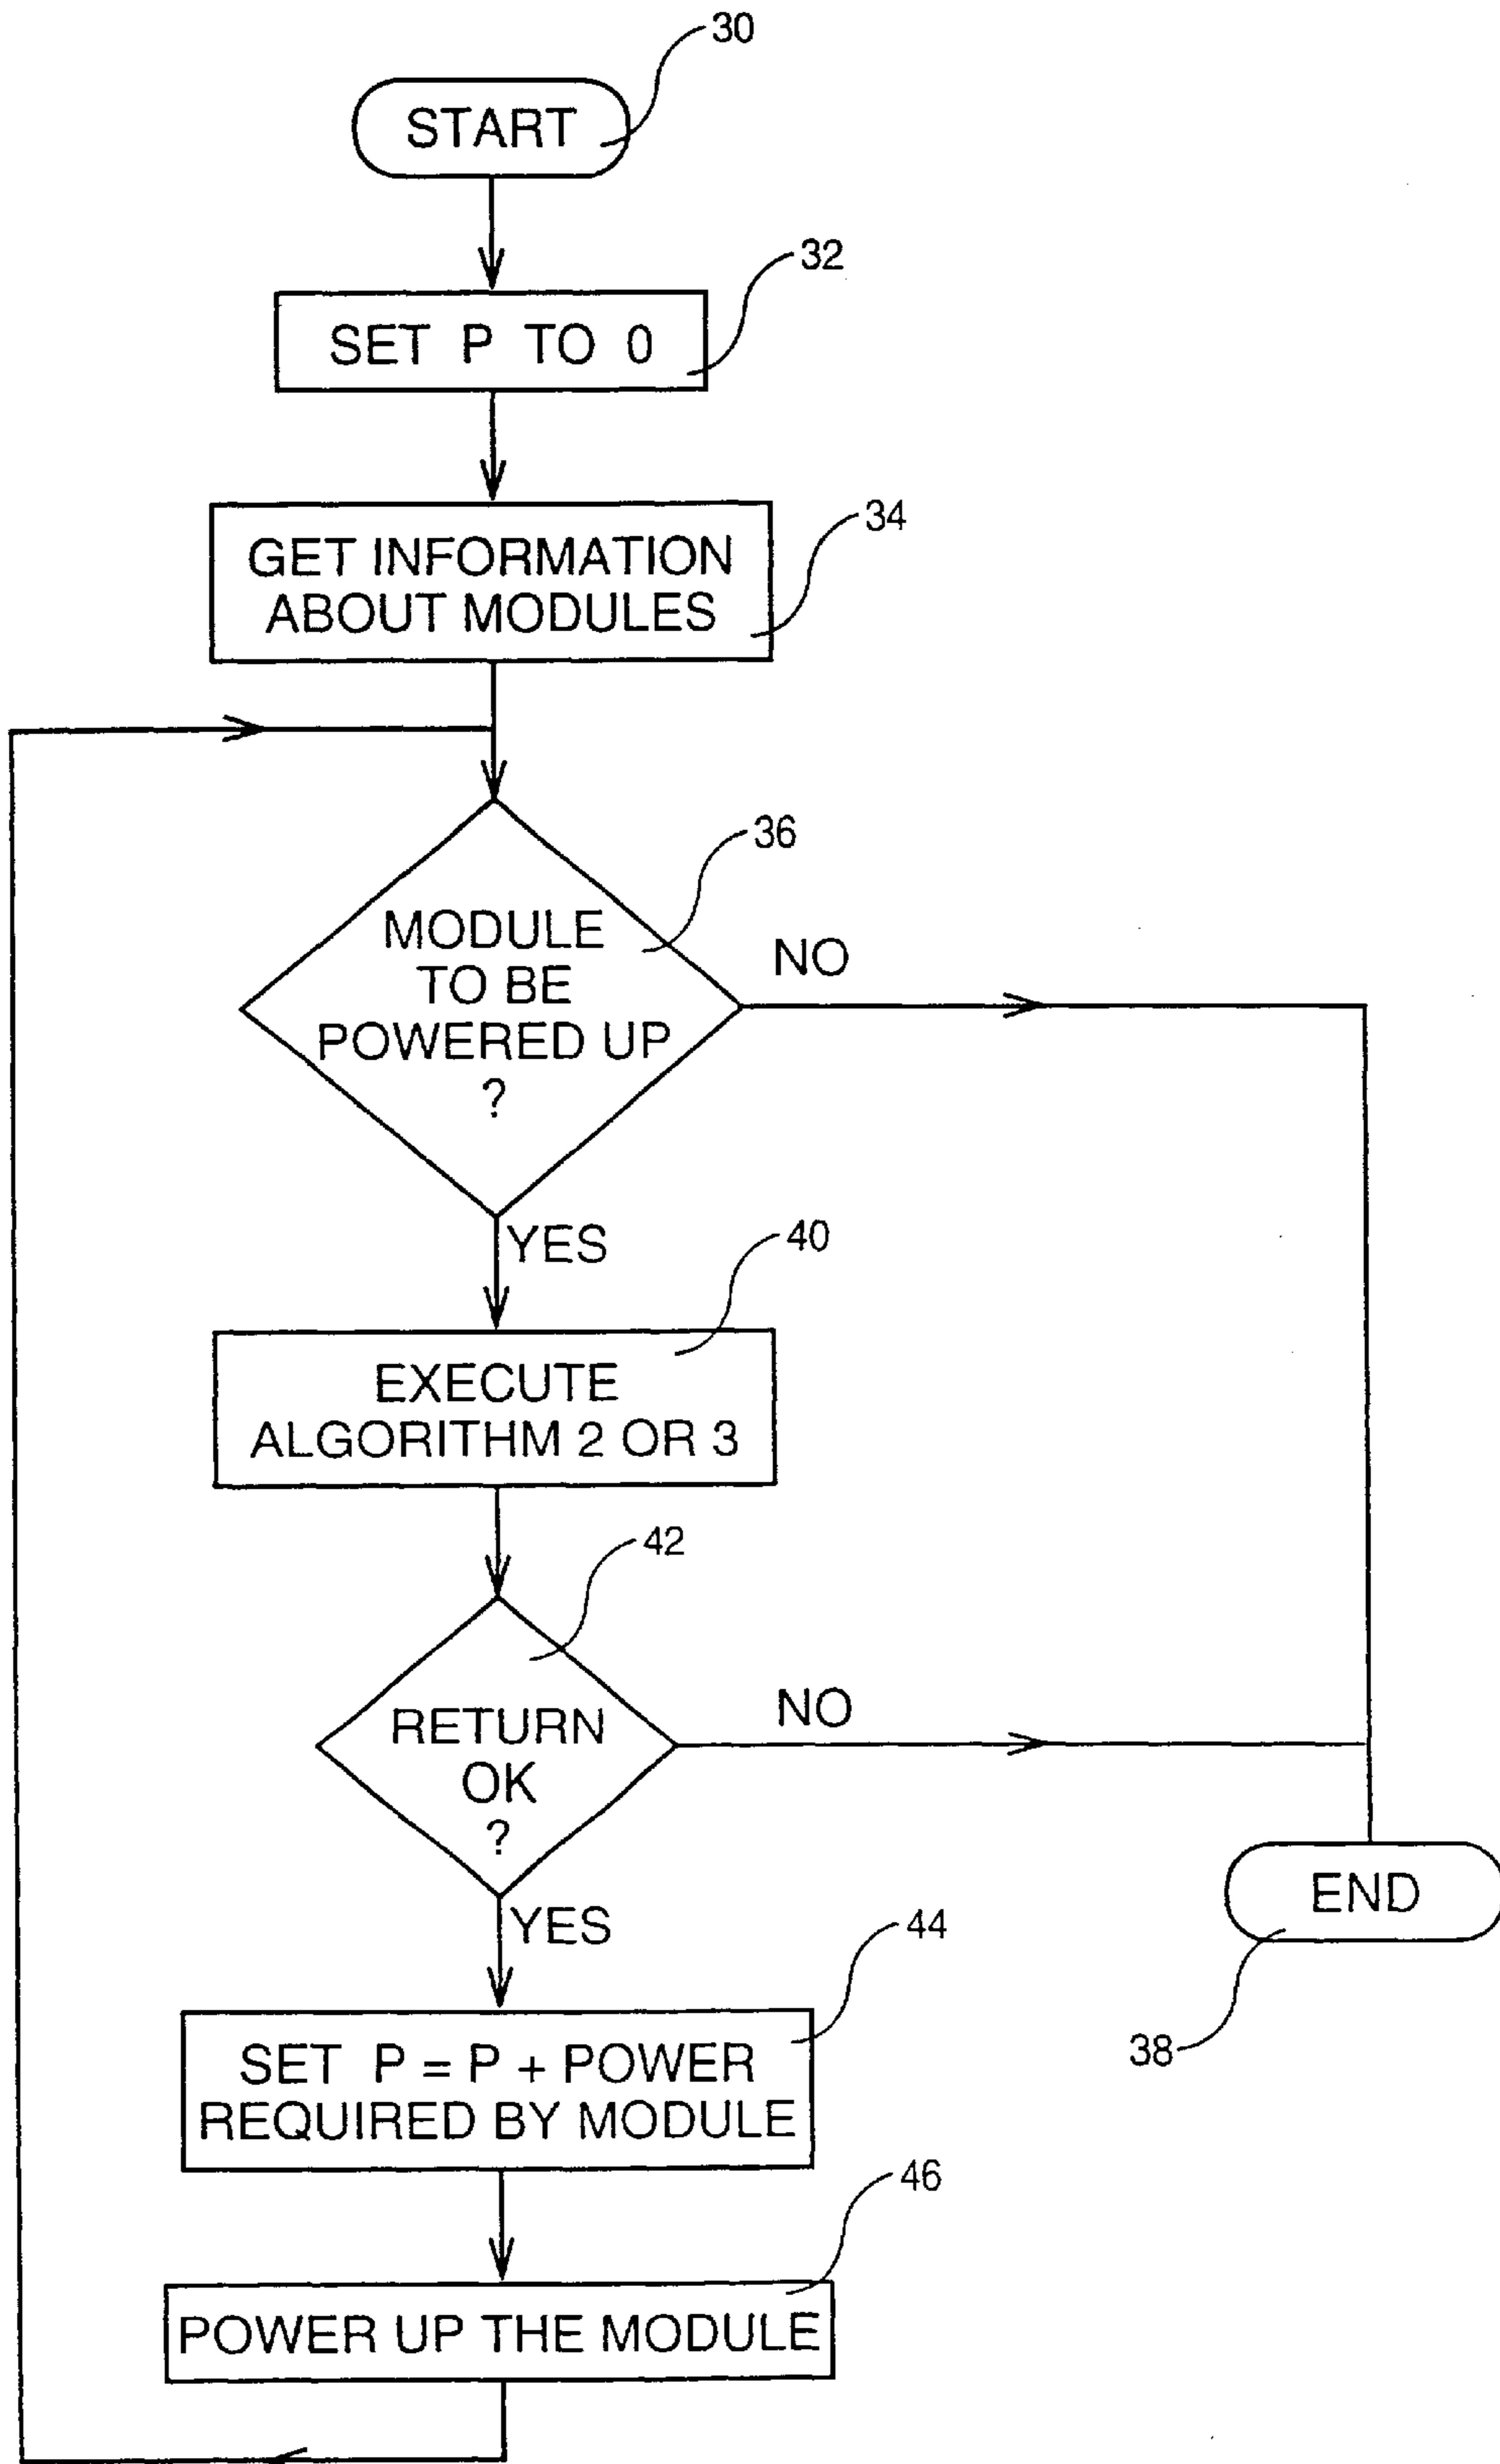 30
START
32
SET P TO 0
34
GET INFORMATION
ABOUT MODULES
36
MODULE
TO BE
POWERED UP
?
NO
YES
40
EXECUTE
ALGORITHM 2 OR 3
42
RETURN
OK
?
NO
YES
END
38
44
SET P = P + POWER
REQUIRED BY MODULE
46
POWER UP THE MODULE